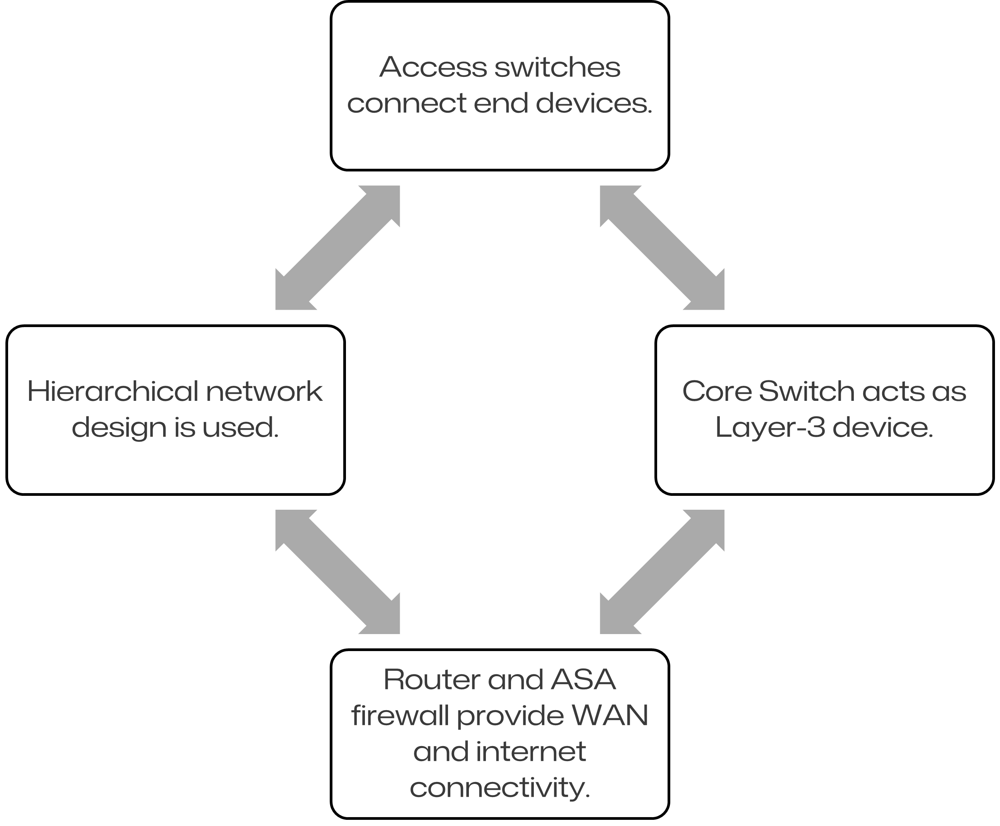 Access switches
connect end devices.
Hierarchical network
design is used.
Core Switch acts as
Layer-3 device.
Router and ASA
firewall provide WAN
and internet
connectivity.